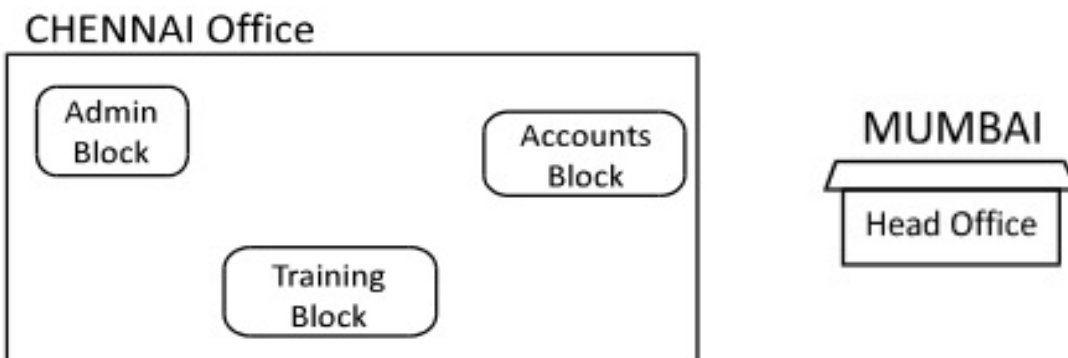 CHENNAI Office
Admin
Block
Accounts
Block
Training
Block
MUMBAI
Head Office